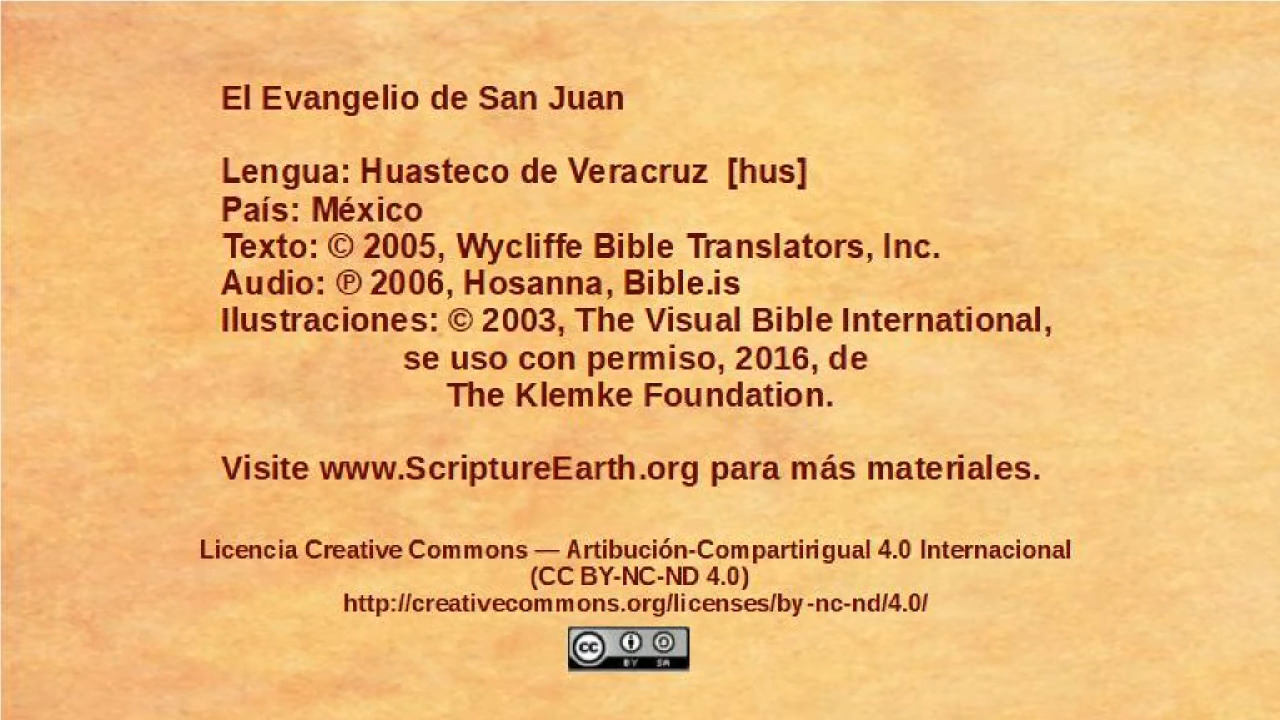 El Evangelio de San Juan
Lengua: Huasteco de Veracruz [hus]
País: México
Texto: © 2005, Wycliffe Bible Translators, Inc.
Audio: ℗ 2006, Hosanna, Bible.is
Ilustraciones: © 2003, The Visual Bible International,
se uso con permiso, 2016, de
The Klemke Foundation.
Visite www.ScriptureEarth.org para más materiales.
Licencia Creative Commons — Artibución-Compartirigual 4.0 Internacional
(CC BY-NC-ND 4.0)
http://creativecommons.org/licenses/by-nc-nd/4.0/
cc BY SA